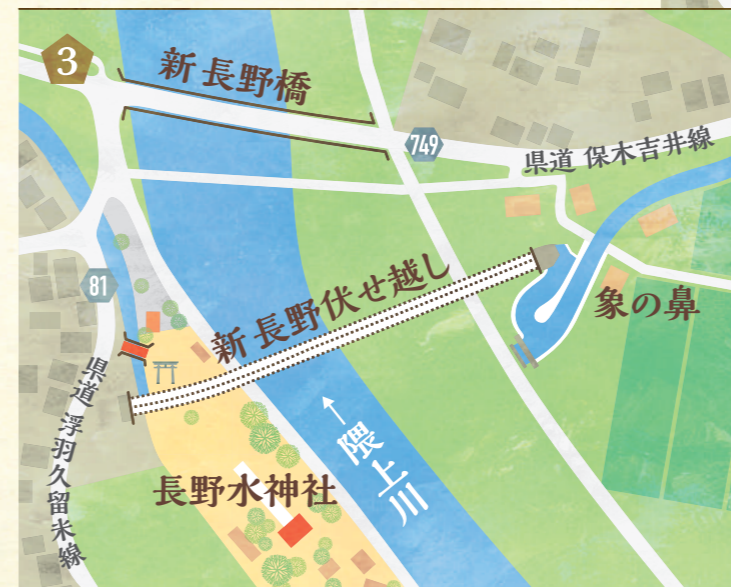 3
新長野橋
749
県道 保木吉井線
81
新長野伏せ越し
象の鼻
県道 浮羽久留米線
隈上川
長野水神社